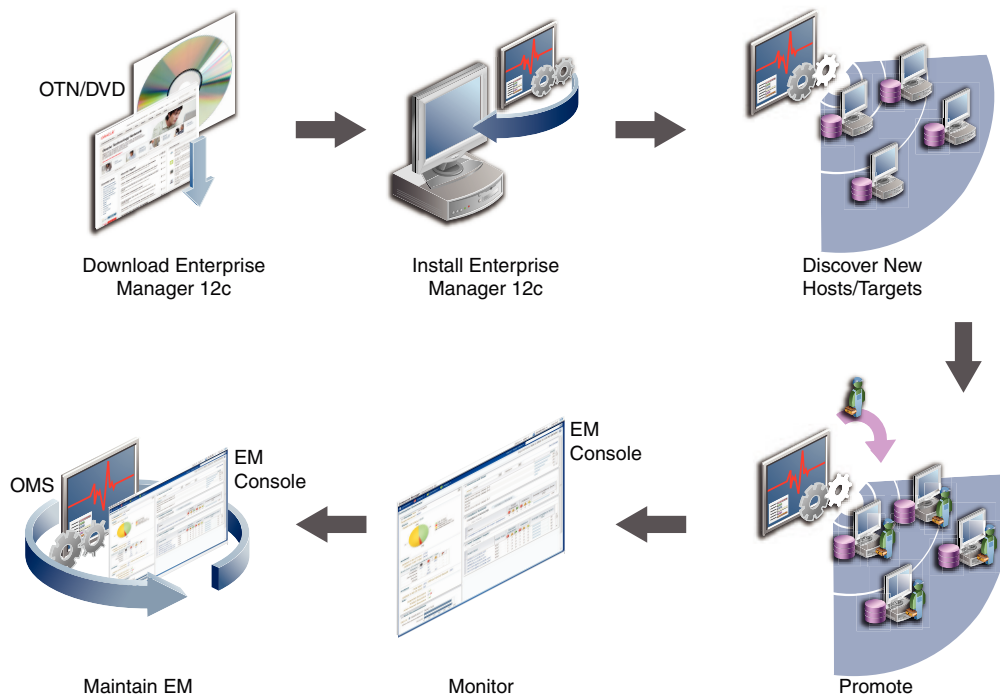 OTN/DVD
Download Enterprise
Manager 12c
Install Enterprise
Manager 12c
Discover New
Hosts/Targets
OMS
EM
Console
Maintain EM
EM
Console
Monitor
Promote